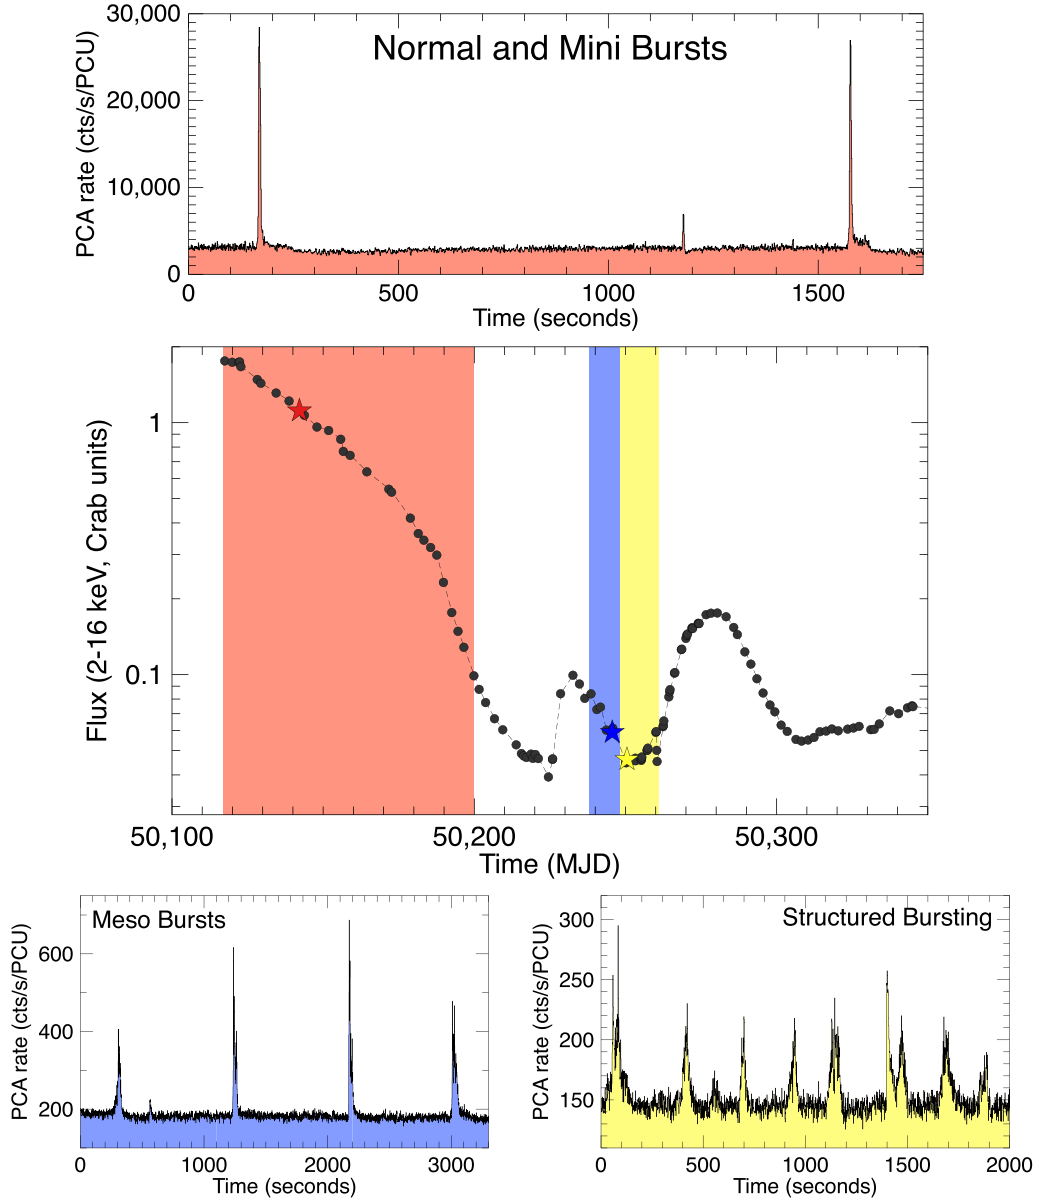 Normal and Mini Bursts
PCA rate (cts/s/PCU)
30,000
20,000
10,000
0
0 500 1000 1500
Time (seconds)
Flux (2-16 keV, Crab units)
1
0.1
50,100 50,200 50,300
Time (MJD)
Meso Bursts
PCA rate (cts/s/PCU)
600
400
200
0 1000 2000 3000
Time (seconds)
Structured Bursting
PCA rate (cts/s/PCU)
300
250
200
150
0 500 1000 1500 2000
Time (seconds)